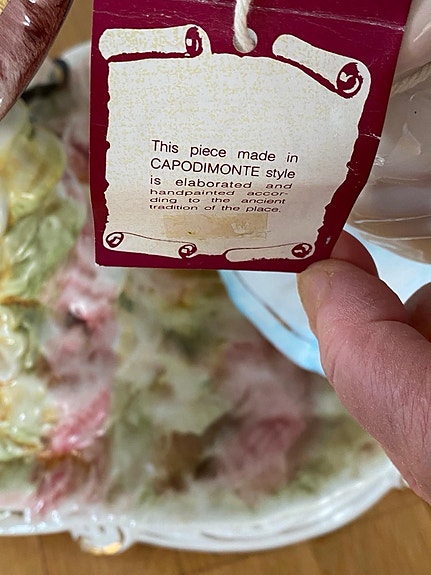 This piece made in
CAPODIMONTE style
is elaborated and
handpainted accor-
ding to the ancient
tradition of the place.